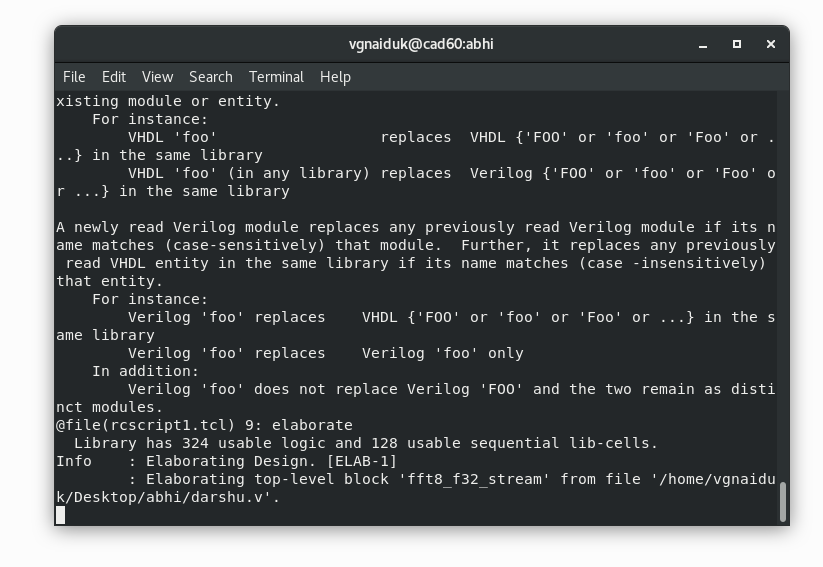 vgnaiduk@cad60:abhi
File Edit View Search Terminal Help
xisting module or entity.
    For instance:
        VHDL 'foo'                  replaces  VHDL {'FOO' or 'foo' or 'Foo' or .
..} in the same library
        VHDL 'foo' (in any library) replaces  Verilog {'FOO' or 'foo' or 'Foo' o
r ...} in the same library

A newly read Verilog module replaces any previously read Verilog module if its n
ame matches (case-sensitively) that module.  Further, it replaces any previously
 read VHDL entity in the same library if its name matches (case -insensitively)
that entity.
    For instance:
        Verilog 'foo' replaces    VHDL {'FOO' or 'foo' or 'Foo' or ...} in the s
ame library
        Verilog 'foo' replaces    Verilog 'foo' only
    In addition:
        Verilog 'foo' does not replace Verilog 'FOO' and the two remain as disti
nct modules.
@file(rcscript1.tcl) 9: elaborate
  Library has 324 usable logic and 128 usable sequential lib-cells.
Info    : Elaborating Design. [ELAB-1]
        : Elaborating top-level block 'fft8_f32_stream' from file '/home/vgnaidu
k/Desktop/abhi/darshu.v'.